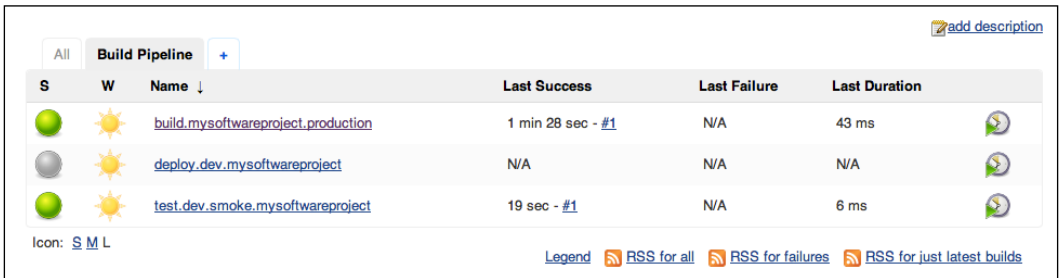 add description
All Build Pipeline +
S W Name ↓ Last Success Last Failure Last Duration
build.mysoftwareproject.production 1 min 28 sec - #1 N/A 43 ms
deploy.dev.mysoftwareproject N/A N/A N/A
test.dev.smoke.mysoftwareproject 19 sec - #1 N/A 6 ms
Icon: S M L
Legend RSS for all RSS for failures RSS for just latest builds